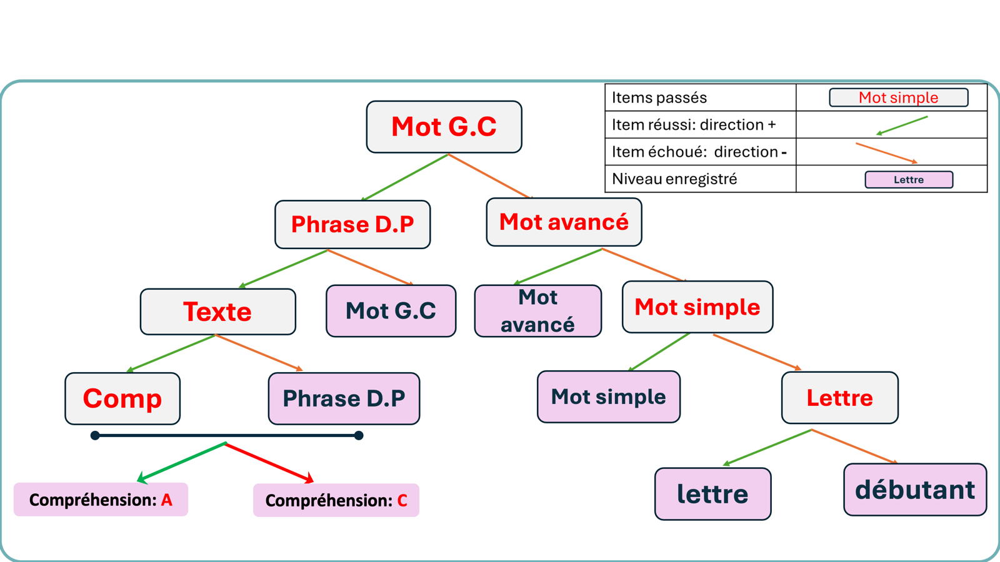 Items passés
Mot simple
Item réussi: direction +
Item échoué:  direction -
Niveau enregistré
Lettre
Mot G.C
Phrase D.P
Mot avancé
Texte
Mot G.C
Mot
avancé
Mot simple
Comp
Phrase D.P
Mot simple
Lettre
Compréhension: A
Compréhension: C
lettre
débutant